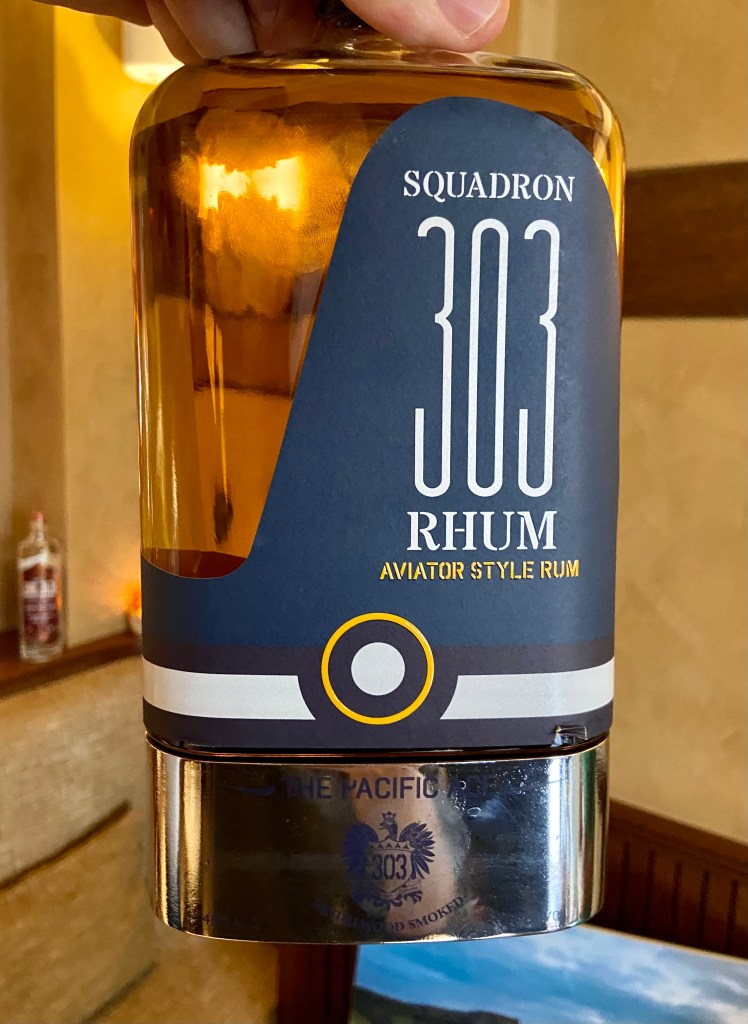 SQUADRON
303
RHUM
AVIATOR STYLE RUM
THE PACIFIC
303
SMOKED